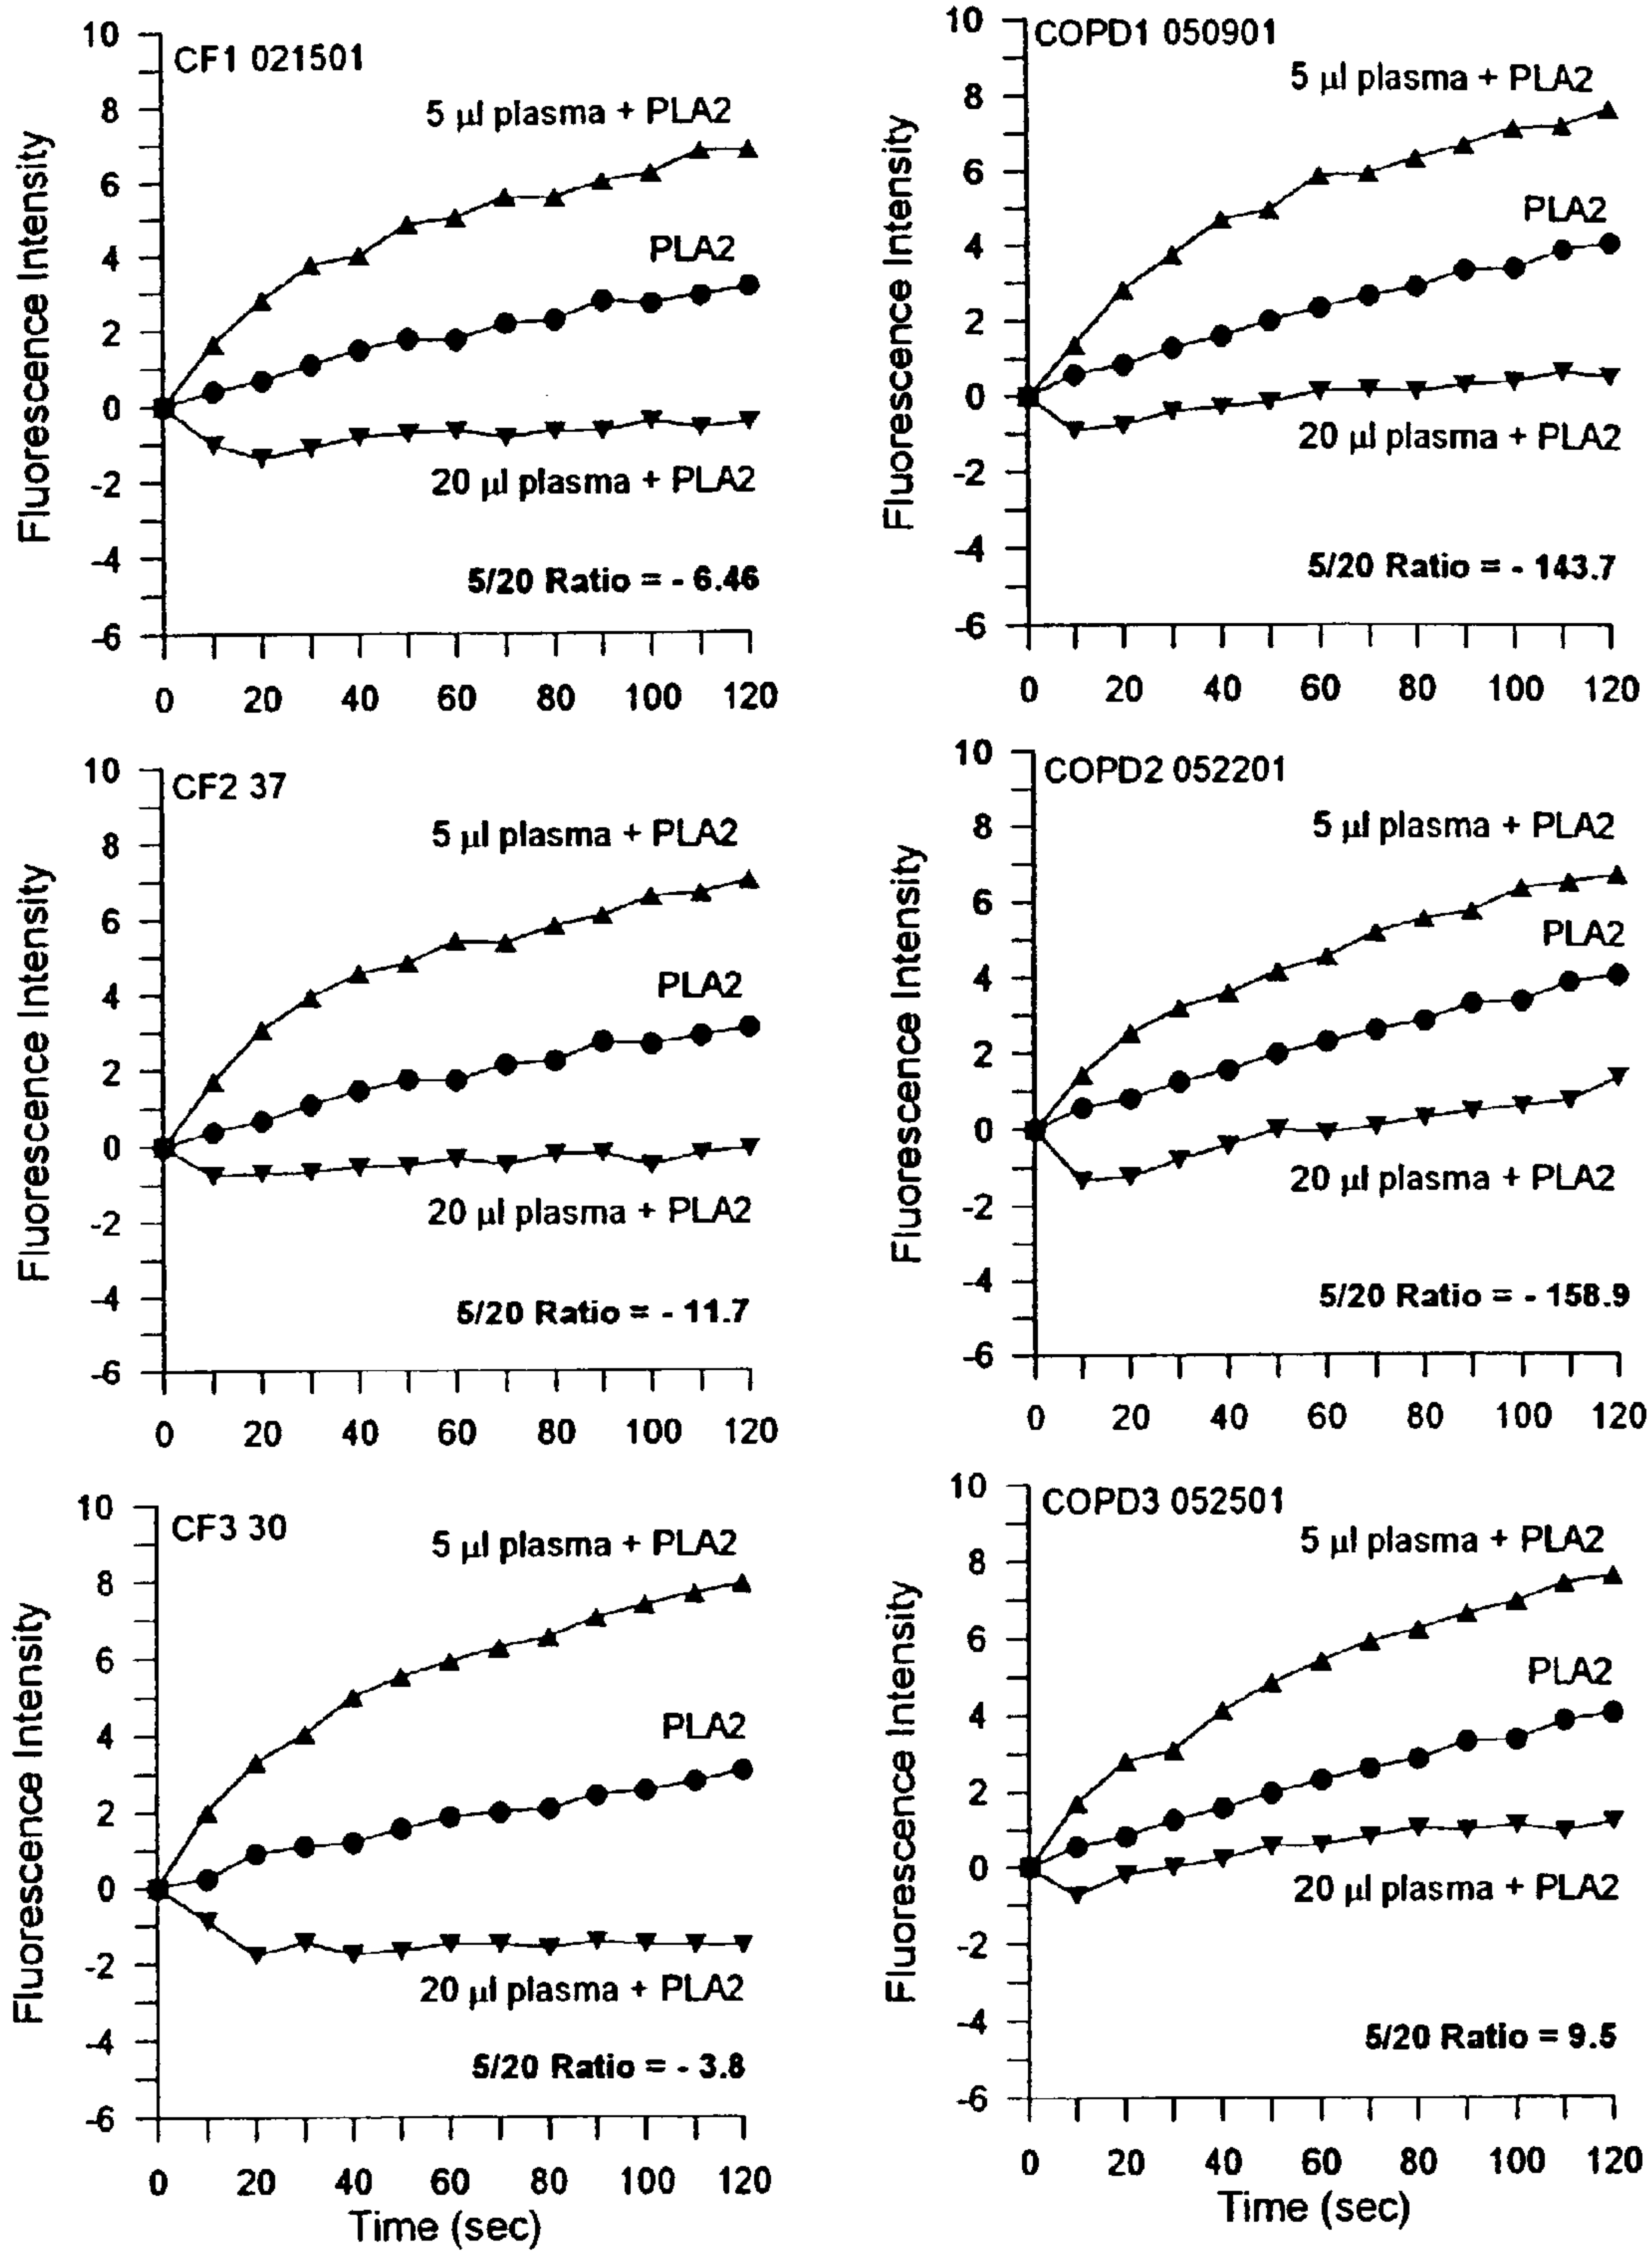 CF1 021501
10
8
6
4
2
0
-2
-4
-6
Fluorescence Intensity
5 µl plasma + PLA2
PLA2
20 µl plasma + PLA2
5/20 Ratio = - 6.46
0 20 40 60 80 100 120
COPD1 050901
10
8
6
4
2
0
-2
-4
-6
Fluorescence Intensity
5 µl plasma + PLA2
PLA2
20 µl plasma + PLA2
5/20 Ratio = - 143.7
0 20 40 60 80 100 120
CF2 37
10
8
6
4
2
0
-2
-4
-6
Fluorescence Intensity
5 µl plasma + PLA2
PLA2
20 µl plasma + PLA2
5/20 Ratio = - 11.7
0 20 40 60 80 100 120
COPD2 052201
10
8
6
4
2
0
-2
-4
-6
Fluorescence Intensity
5 µl plasma + PLA2
PLA2
20 µl plasma + PLA2
5/20 Ratio = - 158.9
0 20 40 60 80 100 120
CF3 30
10
8
6
4
2
0
-2
-4
-6
Fluorescence Intensity
5 µl plasma + PLA2
PLA2
20 µl plasma + PLA2
5/20 Ratio = - 3.8
0 20 40 60 80 100 120
Time (sec)
COPD3 052501
10
8
6
4
2
0
-2
-4
-6
Fluorescence Intensity
5 µl plasma + PLA2
PLA2
20 µl plasma + PLA2
5/20 Ratio = 9.5
0 20 40 60 80 100 120
Time (sec)